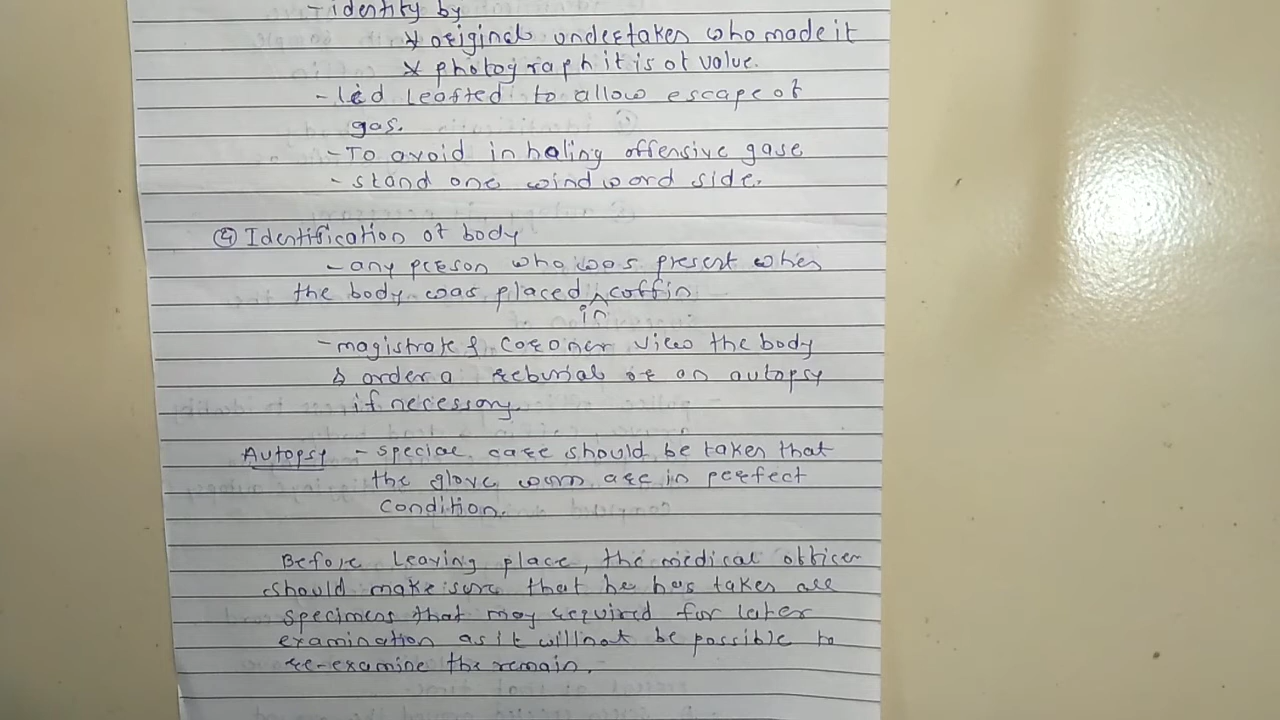 - identity by
* original undertaken who made it
* photograph it is of value.
- lid leafted to allow escape of
gas.
- To avoid inhaling offensive gase
- stand one windword side.
④ Identification of body
- any person who was present when
the body was placed ^ coffin
in
- magistrate & coroner view the body
& order a reburial or an autopsy
if necessary.
Autopsy - special care should be taken that
the glove worn are in perfect
condition.
Before leaving place, the medical officer
should make sure that he has taken all
specimens that may required for later
examination as it will not be possible to
re-examine the remain.